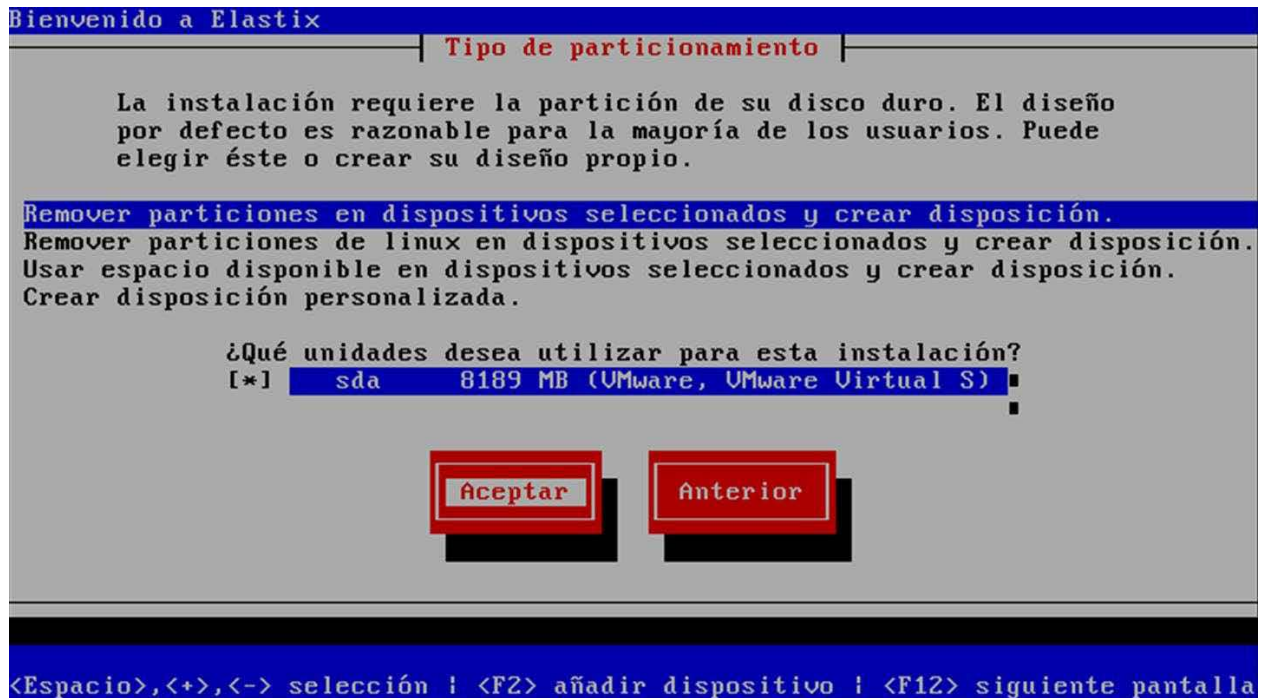 Bienvenido a Elastix
Tipo de particionamiento
La instalación requiere la partición de su disco duro. El diseño
por defecto es razonable para la mayoría de los usuarios. Puede
elegir éste o crear su diseño propio.
Remover particiones en dispositivos seleccionados y crear disposición.
Remover particiones de linux en dispositivos seleccionados y crear disposición.
Usar espacio disponible en dispositivos seleccionados y crear disposición.
Crear disposición personalizada.
¿Qué unidades desea utilizar para esta instalación?
[*] sda 8189 MB (VMware, VMware Virtual S)
Aceptar Anterior
<Espacio>,<+>,<-> selección | <F2> añadir dispositivo | <F12> siguiente pantalla